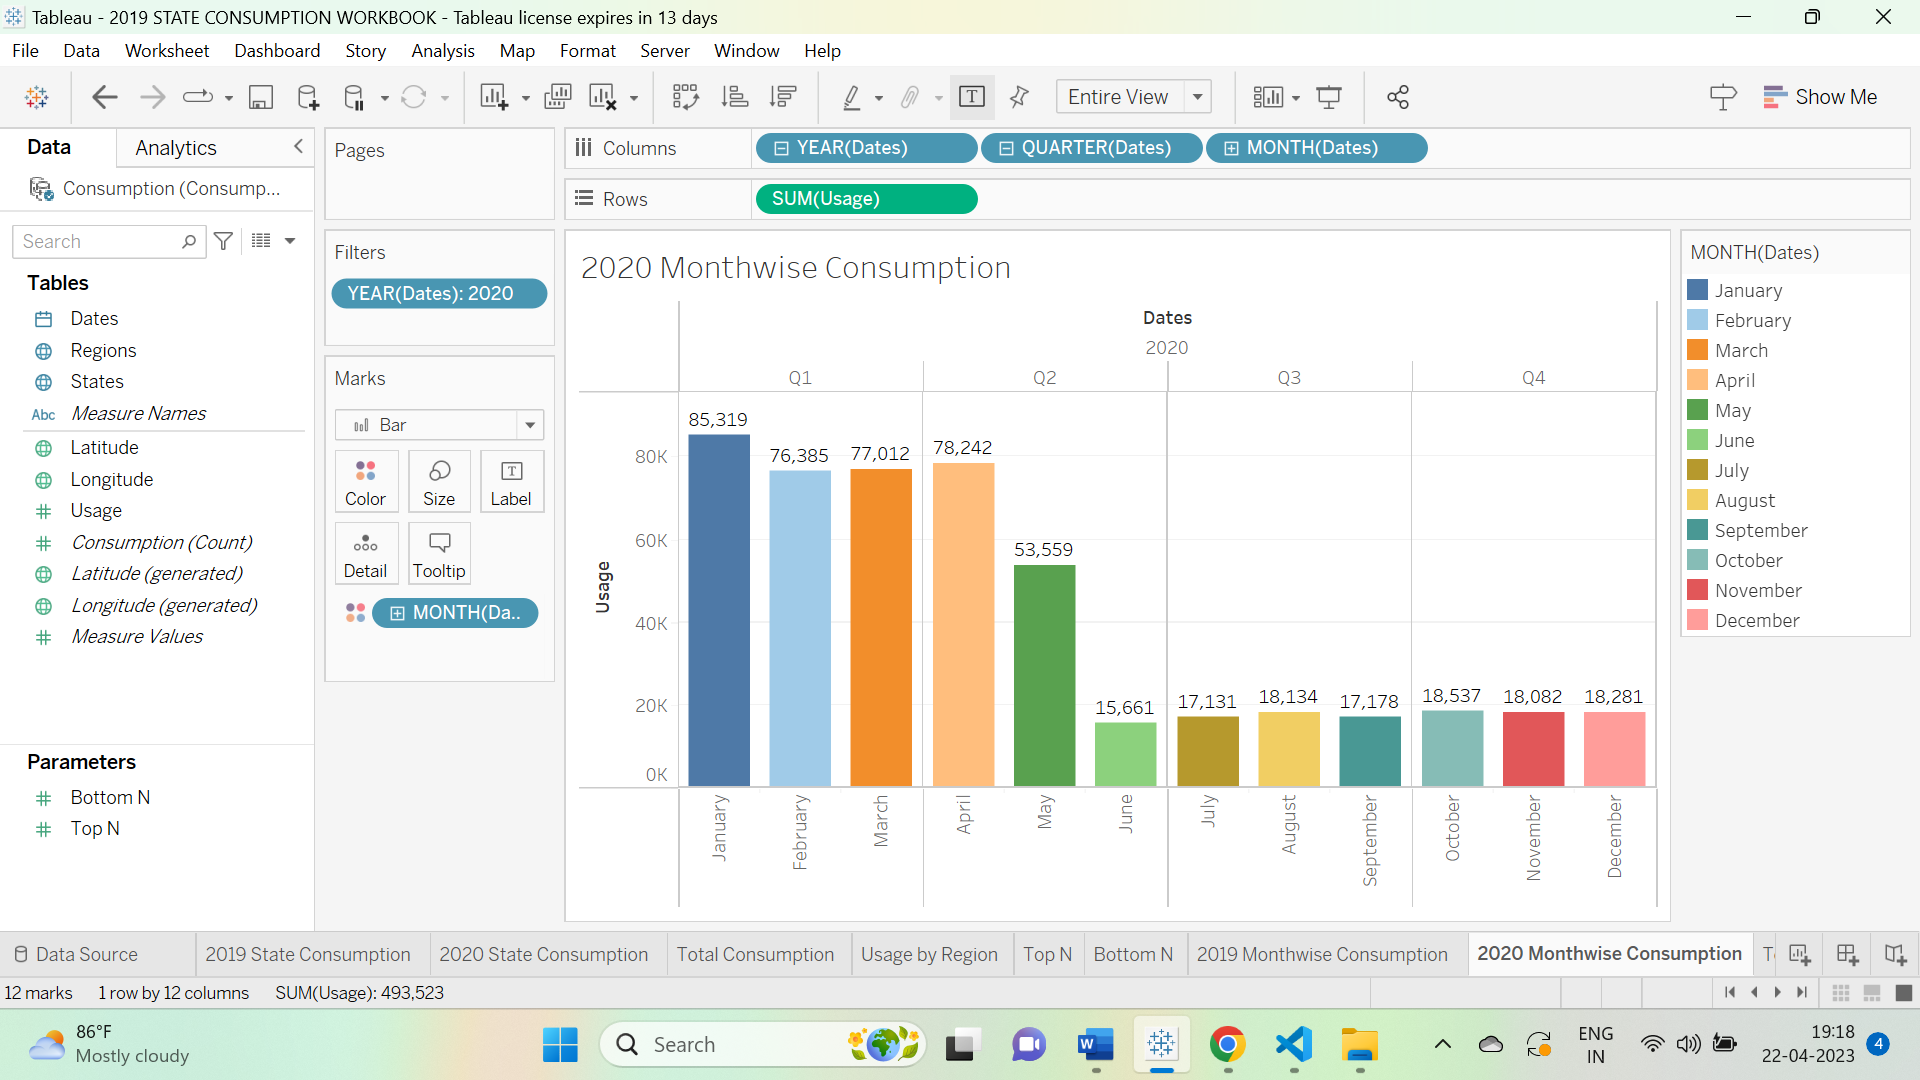 Tableau - 2019 STATE CONSUMPTION WORKBOOK - Tableau license expires in 13 days
File Data Worksheet Dashboard Story Analysis Map Format Server Window Help
Entire View Show Me
Data Analytics
Consumption (Consump...
Search
Tables
Dates
Regions
States
Abc Measure Names
Latitude
Longitude
Usage
Consumption (Count)
Latitude (generated)
Longitude (generated)
Measure Values
Parameters
Bottom N
Top N
Pages
Filters
YEAR(Dates): 2020
Marks
Bar
Color Size Label
Detail Tooltip
MONTH(Da..
Columns YEAR(Dates) QUARTER(Dates) MONTH(Dates)
Rows SUM(Usage)
2020 Monthwise Consumption
Dates
2020
Q1 Q2 Q3 Q4
85,319 76,385 77,012 78,242 53,559 15,661 17,131 18,134 17,178 18,537 18,082 18,281
80K
60K
40K
20K
0K
Usage
January February March April May June July August September October November December
MONTH(Dates)
January
February
March
April
May
June
July
August
September
October
November
December
Data Source 2019 State Consumption 2020 State Consumption Total Consumption Usage by Region Top N Bottom N 2019 Monthwise Consumption 2020 Monthwise Consumption
12 marks 1 row by 12 columns SUM(Usage): 493,523
86°F
Mostly cloudy
Search
ENG
IN
19:18
22-04-2023
4